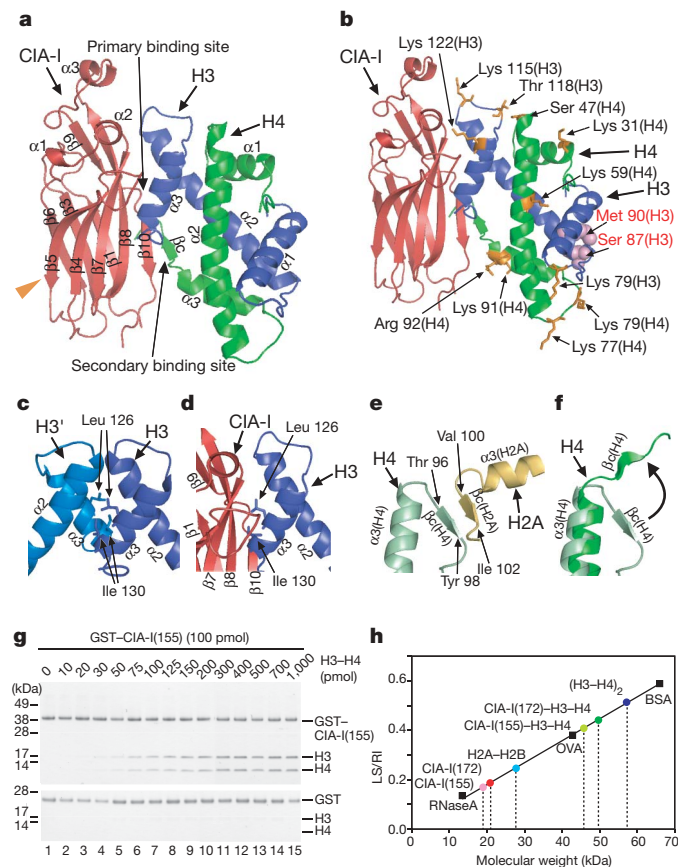 a
CIA-I
α3
Primary binding site
H3
α2
β9
α1
H4
α1
β6
β3
β5
β4
β7
β1
β8
β10
α3
βc
α2
α2
α1
α3
Secondary binding site
b
CIA-I
Lys 122(H3)
Lys 115(H3)
Thr 118(H3)
Ser 47(H4)
Lys 31(H4)
H4
Lys 59(H4)
H3
Met 90(H3)
Ser 87(H3)
Lys 79(H3)
Lys 91(H4)
Arg 92(H4)
Lys 79(H4)
Lys 77(H4)
c
H3'
Leu 126
H3
α2
α3
α3
α2
Ile 130
d
CIA-I
Leu 126
H3
β9
β1
β7
β8
β10
α3
α2
Ile 130
e
Val 100
α3(H2A)
H4
Thr 96
βc(H4)
βc(H2A)
H2A
α3(H4)
Ile 102
Tyr 98
f
βc(H4)
H4
α3(H4)
βc(H4)
g
GST–CIA-I(155) (100 pmol)
0 10 20 30 50 75 100 125 150 200 300 400 500 700 1,000
H3–H4
(pmol)
(kDa)
49
38
28
17
14
GST–
CIA-I(155)
H3
H4
28
17
14
GST
H3
H4
1 2 3 4 5 6 7 8 9 10 11 12 13 14 15
h
LS/RI
0.6
0.4
0.2
0.0
(H3–H4)2
BSA
CIA-I(172)–H3-H4
CIA-I(155)–H3-H4
OVA
H2A–H2B
CIA-I(172)
CIA-I(155)
RNaseA
0 10 20 30 40 50 60 70
Molecular weight (kDa)